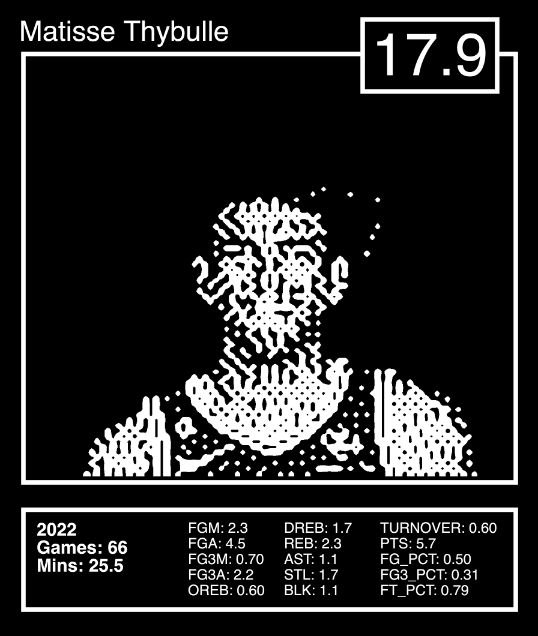 Matisse Thybulle
17.9
2022
Games: 66
Mins: 25.5
FGM: 2.3
FGA: 4.5
FG3M: 0.70
FG3A: 2.2
OREB: 0.60
DREB: 1.7
REB: 2.3
AST: 1.1
STL: 1.7
BLK: 1.1
TURNOVER: 0.60
PTS: 5.7
FG_PCT: 0.50
FG3_PCT: 0.31
FT_PCT: 0.79